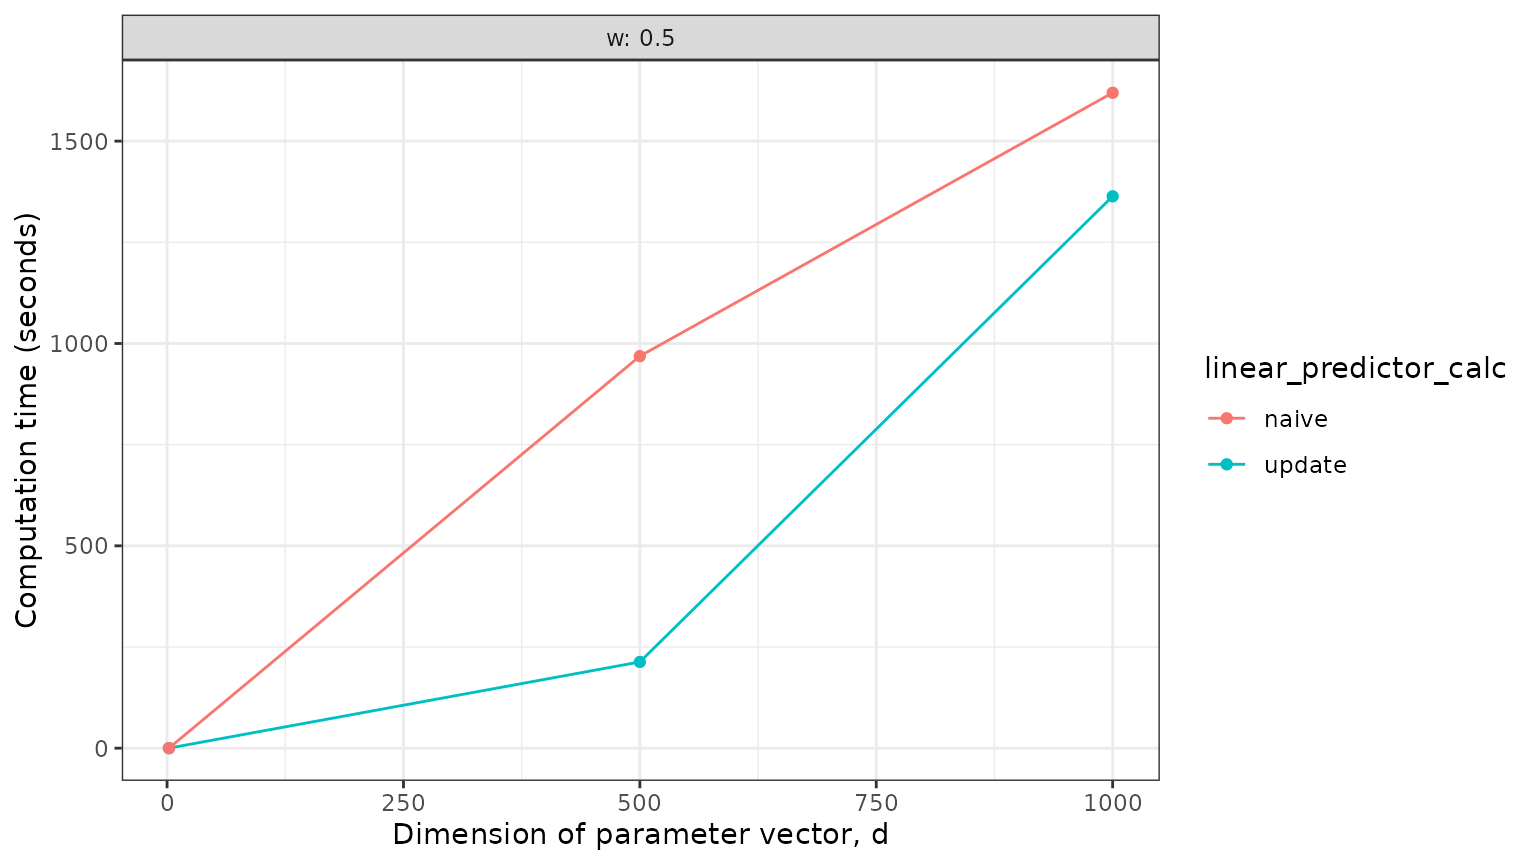 w: 0.5
1500
1000
500
0
0 250 500 750 1000
Computation time (seconds)
Dimension of parameter vector, d
linear_predictor_calc
naive
update